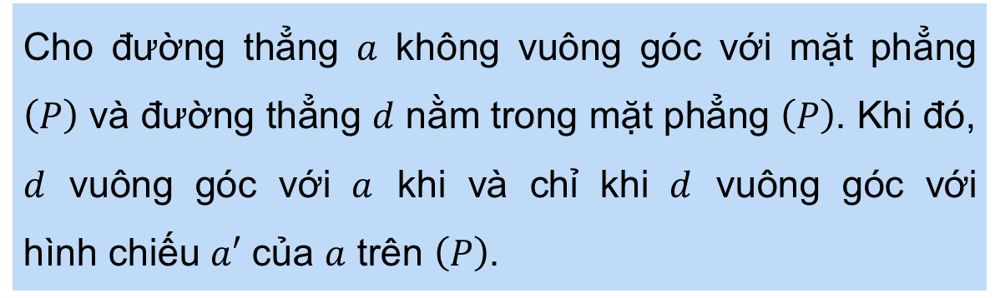 Cho đường thẳng a không vuông góc với mặt phẳng
(P) và đường thẳng d nằm trong mặt phẳng (P). Khi đó,
d vuông góc với a khi và chỉ khi d vuông góc với
hình chiếu a′ của a trên (P).